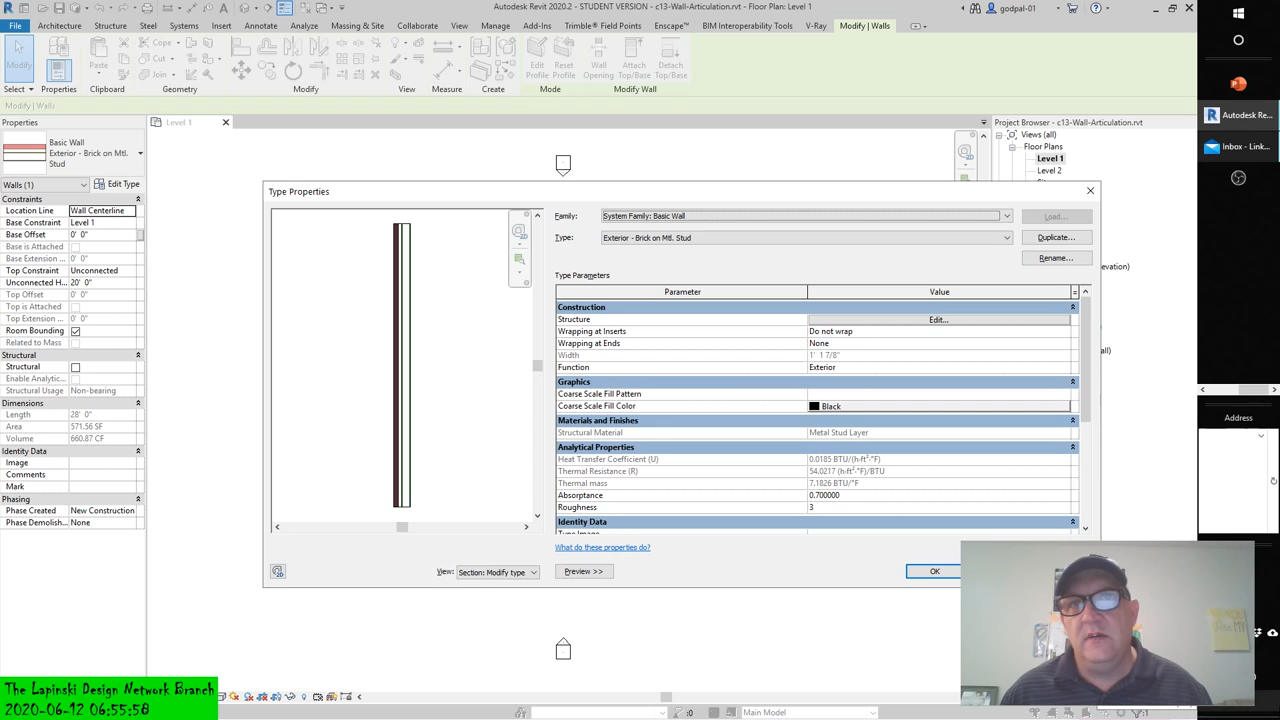 Autodesk Revit 2020.2 - STUDENT VERSION - c13-Wall-Articulation.rvt - Floor Plan: Level 1
godpal-01
File Architecture Structure Steel Systems Insert Annotate Analyze Massing & Site Collaborate View Manage Add-Ins Trimble® Field Points Enscape™ BIM Interoperability Tools V-Ray Modify | Walls
Modify Paste Cope Cut Join Edit Profile Reset Profile Wall Opening Attach Top/Base Detach Top/Base
Select Properties Clipboard Geometry Modify View Measure Create Mode Modify Wall
Modify | Walls
Properties
Basic Wall
Exterior - Brick on Mtl. Stud
Walls (1) Edit Type
Constraints
Location Line Wall Centerline
Base Constraint Level 1
Base Offset 0' 0"
Base is Attached
Base Extension ... 0' 0"
Top Constraint Unconnected
Unconnected H... 20' 0"
Top Offset 0' 0"
Top is Attached
Top Extension ... 0' 0"
Room Bounding
Related to Mass
Structural
Structural
Enable Analytic...
Structural Usage Non-bearing
Dimensions
Length 28' 0"
Area 571.56 SF
Volume 660.87 CF
Identity Data
Image
Comments
Mark
Phasing
Phase Created New Construction
Phase Demolish... None
Level 1
Type Properties
Family: System Family: Basic Wall Load...
Type: Exterior - Brick on Mtl. Stud Duplicate...
Rename...
Type Parameters
Parameter Value =
Construction
Structure Edit...
Wrapping at Inserts Do not wrap
Wrapping at Ends None
Width 1' 1 7/8"
Function Exterior
Graphics
Coarse Scale Fill Pattern
Coarse Scale Fill Color Black
Materials and Finishes
Structural Material Metal Stud Layer
Analytical Properties
Heat Transfer Coefficient (U) 0.0185 BTU/(h·ft²·°F)
Thermal Resistance (R) 54.0217 (h·ft²·°F)/BTU
Thermal mass 7.1826 BTU/°F
Absorptance 0.700000
Roughness 3
Identity Data
Type Image
What do these properties do?
View: Section: Modify type Preview >> OK
Project Browser - c13-Wall-Articulation.rvt
Views (all)
Floor Plans
Level 1
Level 2
Autodesk Re...
Inbox - Link...
Address
Main Model
:0
:1
The Lapinski Design Network Branch
2020-06-12 06:55:58